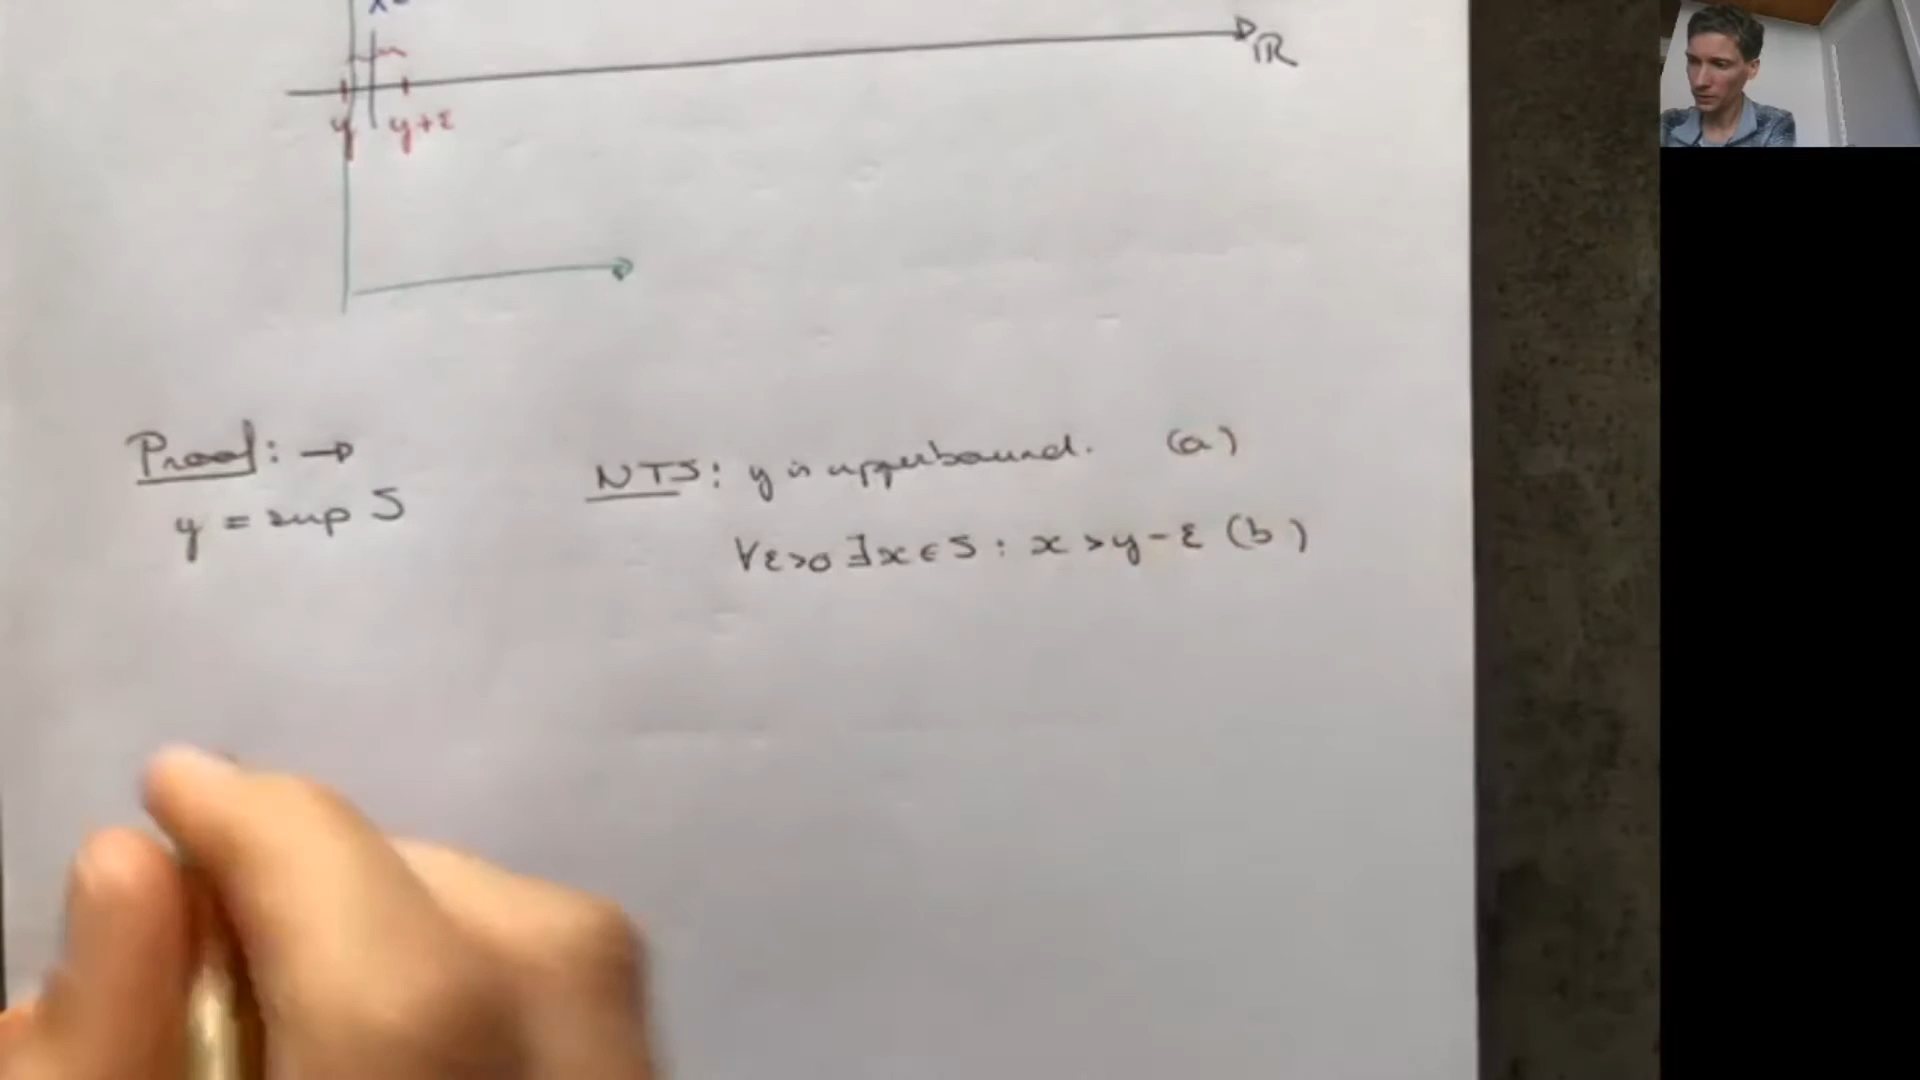 x
ℝ
y y+ε
Proof: → NTS: y is upperbound. (a)
y = sup S
∀ε>0 ∃x∈S : x>y-ε (b)